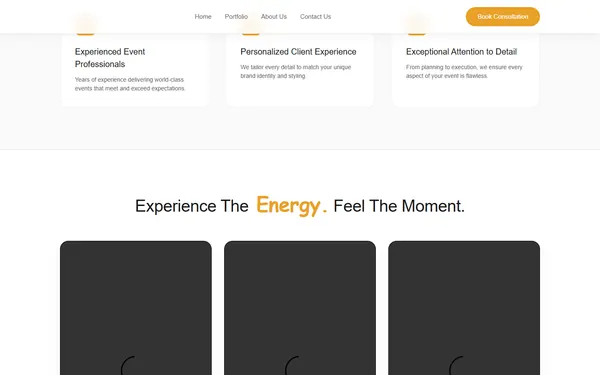 Home Portfolio About Us Contact Us Book Consultation
Experienced Event
Professionals
Years of experience delivering world-class
events that meet and exceed expectations.
Personalized Client Experience
We tailor every detail to match your unique
brand identity and styling.
Exceptional Attention to Detail
From planning to execution, we ensure every
aspect of your event is flawless.
Experience The Energy. Feel The Moment.